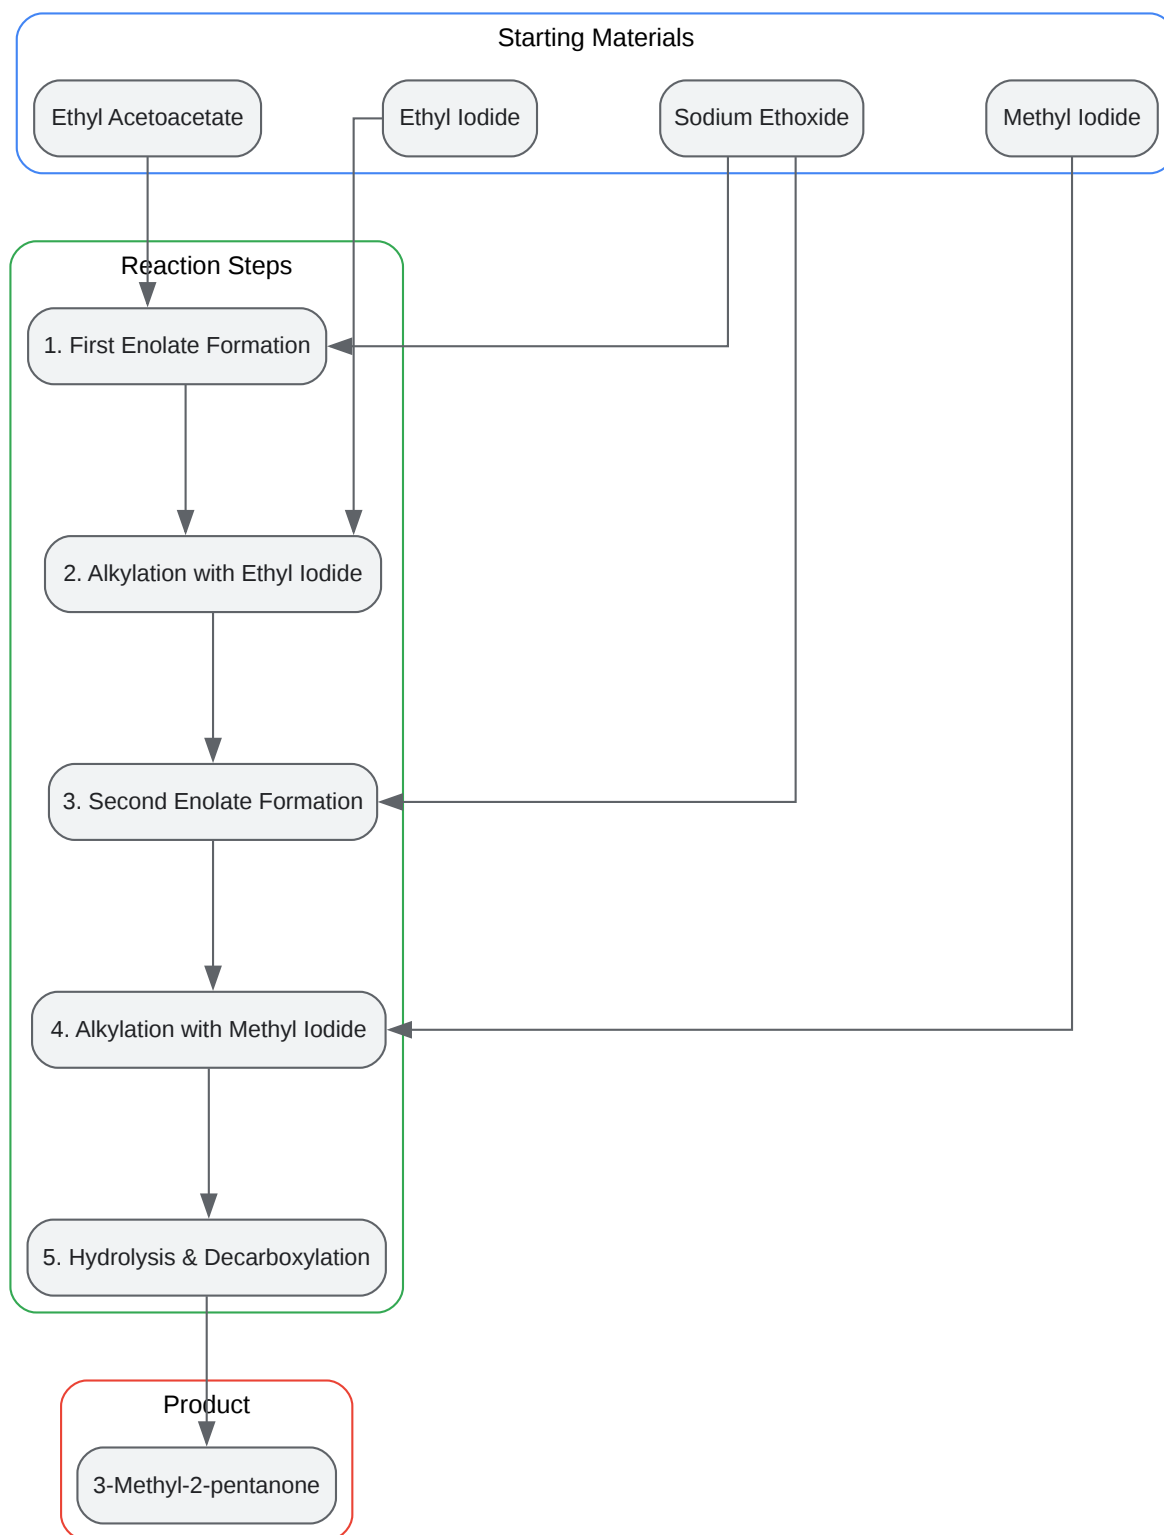 Starting Materials
Ethyl Acetoacetate
Ethyl Iodide
Sodium Ethoxide
Methyl Iodide
Reaction Steps
1. First Enolate Formation
2. Alkylation with Ethyl Iodide
3. Second Enolate Formation
4. Alkylation with Methyl Iodide
5. Hydrolysis & Decarboxylation
Product
3-Methyl-2-pentanone